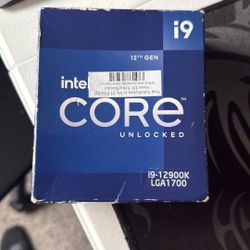 i9
12TH GEN
intel
CORE
UNLOCKED
i9-12900K
LGA1700